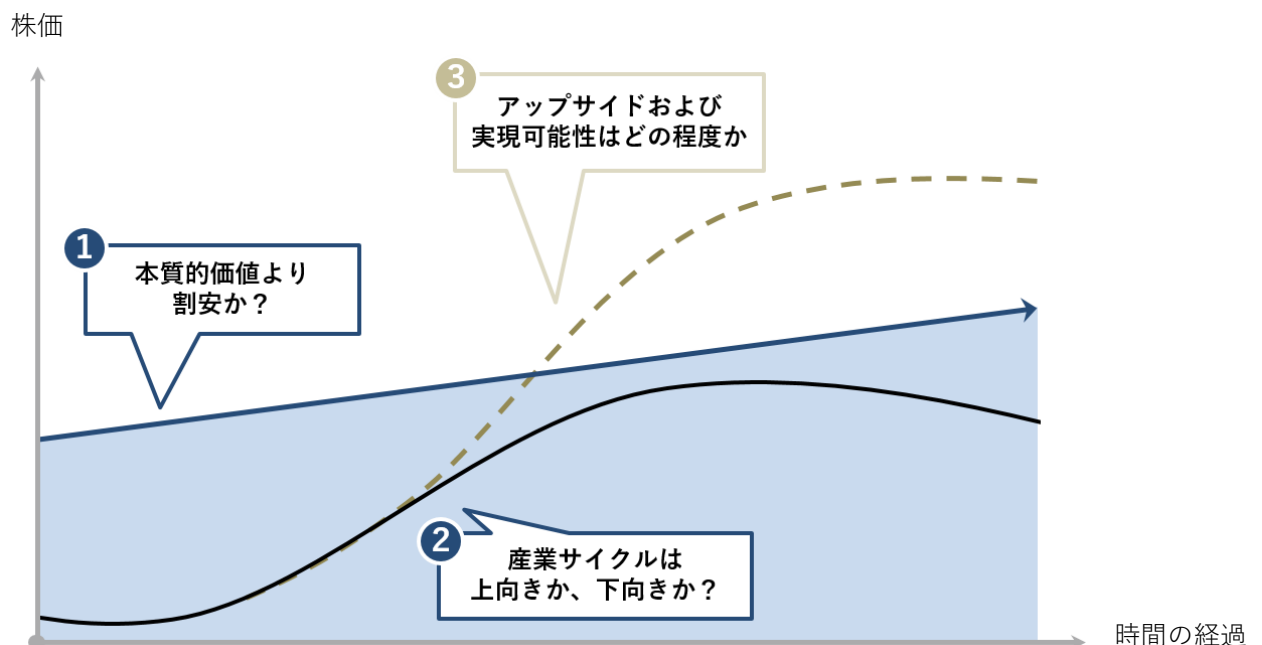 株価
3
アップサイドおよび
実現可能性はどの程度か
1
本質的価値より
割安か？
2
産業サイクルは
上向きか、下向きか？
時間の経過